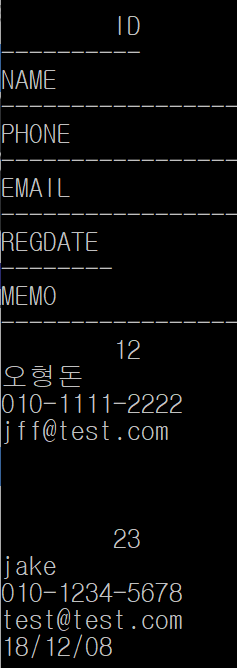 ID
----------
NAME
--------------------
PHONE
--------------------
EMAIL
--------------------
REGDATE
--------
MEMO
--------------------
12
오형돈
010-1111-2222
jff@test.com
23
jake
010-1234-5678
test@test.com
18/12/08